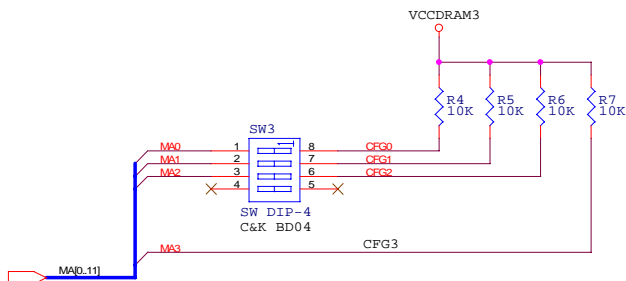 VCCDRAM3
R4 R5 R6 R7
10K 10K 10K 10K
SW3
MA0 1 8 CFG0
MA1 2 7 CFG1
MA2 3 6 CFG2
4 5
SW DIP-4
C&K BD04
MA3 CFG3
MA[0..11]